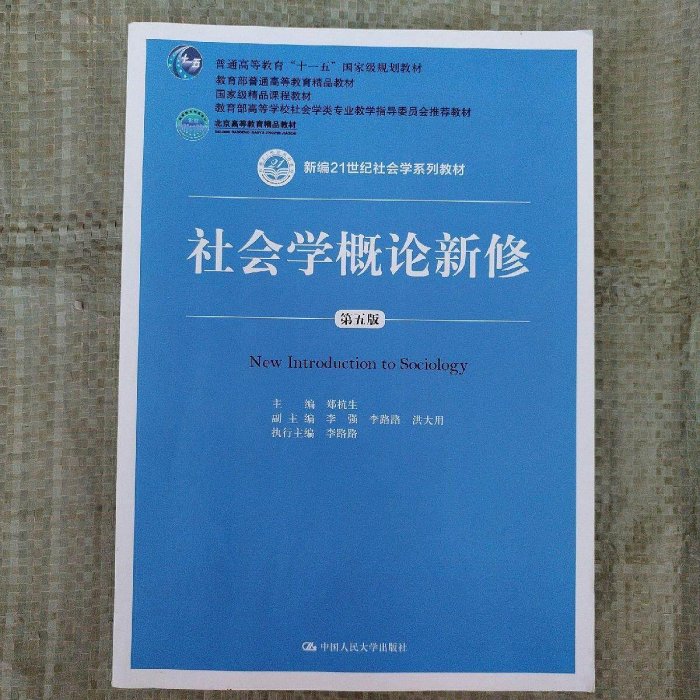 十一五
普通高等教育“十一五”国家级规划教材
教育部普通高等教育精品教材
国家级精品课程教材
教育部高等学校社会学类专业教学指导委员会推荐教材
北京高等教育精品教材
21
新编21世纪社会学系列教材
社会学概论新修
第五版
New Introduction to Sociology
主 编 郑杭生
副主编 李 强 李路路 洪大用
执行主编 李路路
中国人民大学出版社